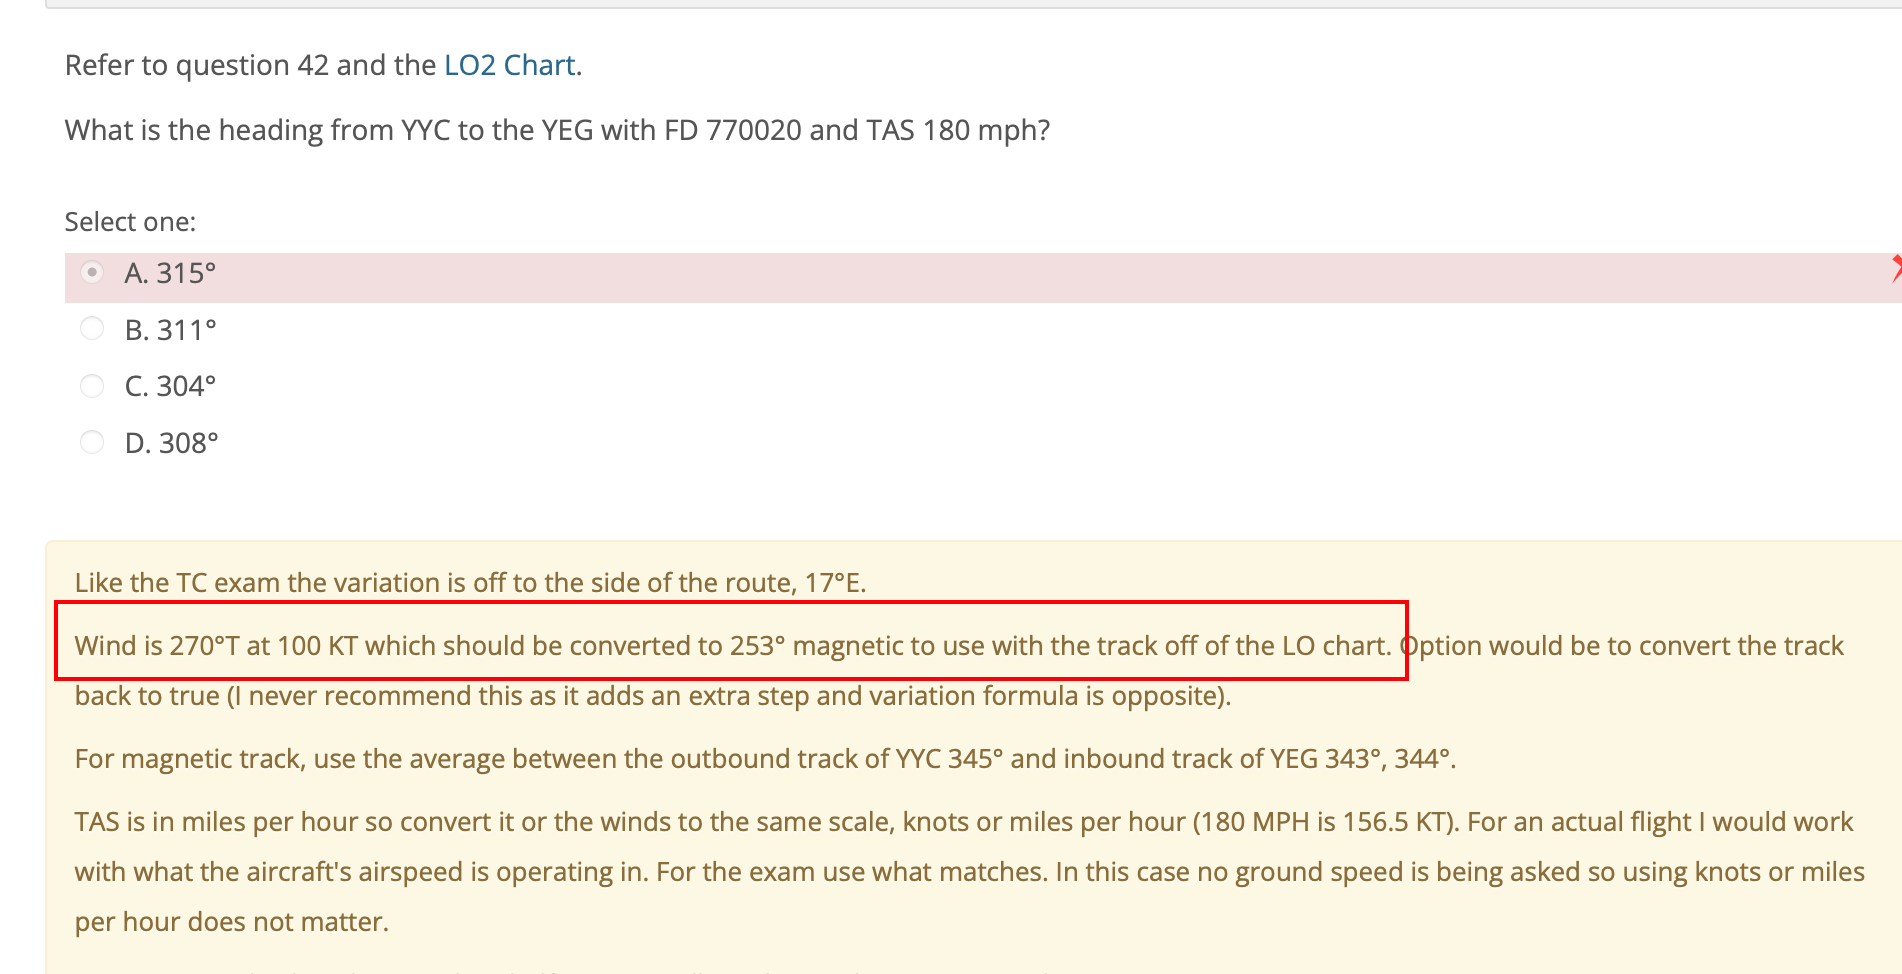 Refer to question 42 and the LO2 Chart.
What is the heading from YYC to the YEG with FD 770020 and TAS 180 mph?
Select one:
A. 315°
B. 311°
C. 304°
D. 308°
Like the TC exam the variation is off to the side of the route, 17°E.
Wind is 270°T at 100 KT which should be converted to 253° magnetic to use with the track off of the LO chart. Option would be to convert the track
back to true (I never recommend this as it adds an extra step and variation formula is opposite).
For magnetic track, use the average between the outbound track of YYC 345° and inbound track of YEG 343°, 344°.
TAS is in miles per hour so convert it or the winds to the same scale, knots or miles per hour (180 MPH is 156.5 KT). For an actual flight I would work
with what the aircraft's airspeed is operating in. For the exam use what matches. In this case no ground speed is being asked so using knots or miles
per hour does not matter.